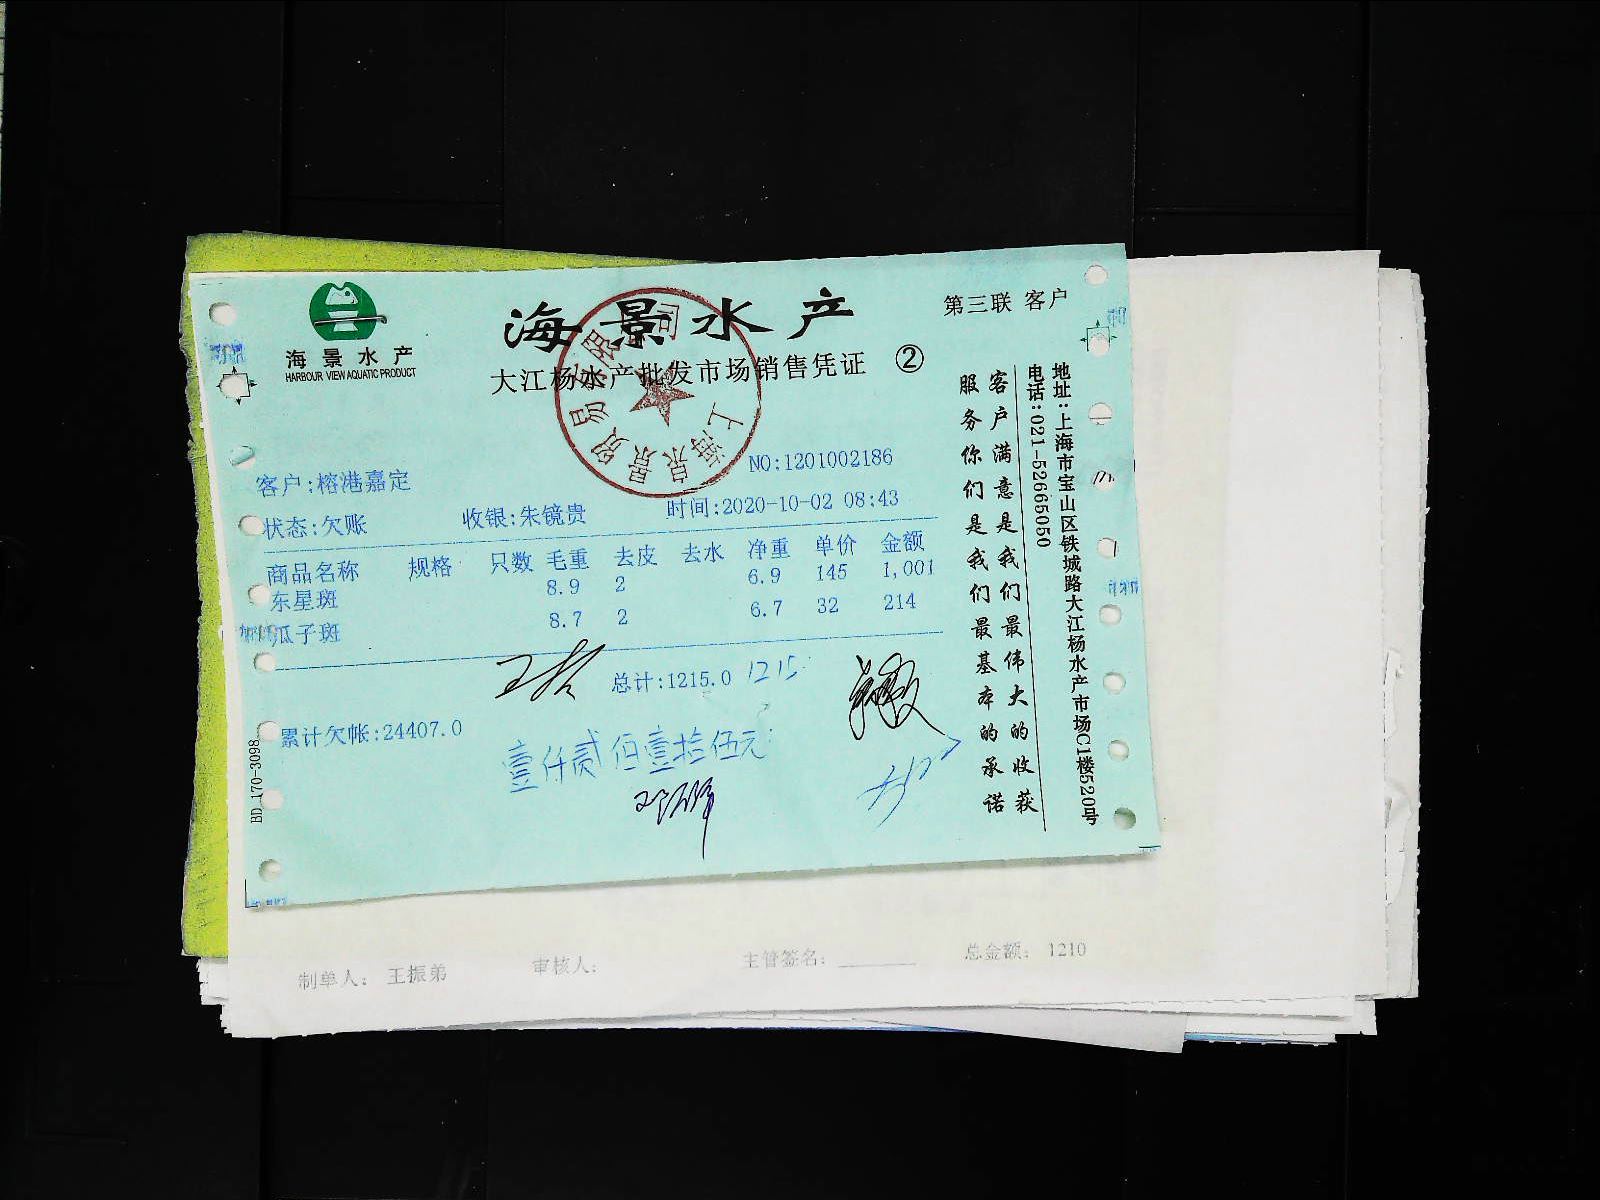 海景水产
HARBOUR VIEW AQUATIC PRODUCT
海景水产
大江杨水产批发市场销售凭证 ②
第三联 客户
NO:1201002186
客户:榕港嘉定
状态:欠账 收银:朱镜贵 时间:2020-10-02 08:43
商品名称 规格 只数 毛重 去皮 去水 净重 单价 金额
东星斑 8.9 2 6.9 145 1,001
瓜子斑 8.7 2 6.7 32 214
总计:1215.0 1215
累计欠帐:24407.0
壹仟贰佰壹拾伍元
客户满意是我们最伟大的收获
服务你们是我们最基本的承诺
地址:上海市宝山区铁城路大江杨水产市场C1楼520号
电话:021-52665050
BD 170-3098
制单人: 王振弟 审核人: 主管签名: 总金额: 1210